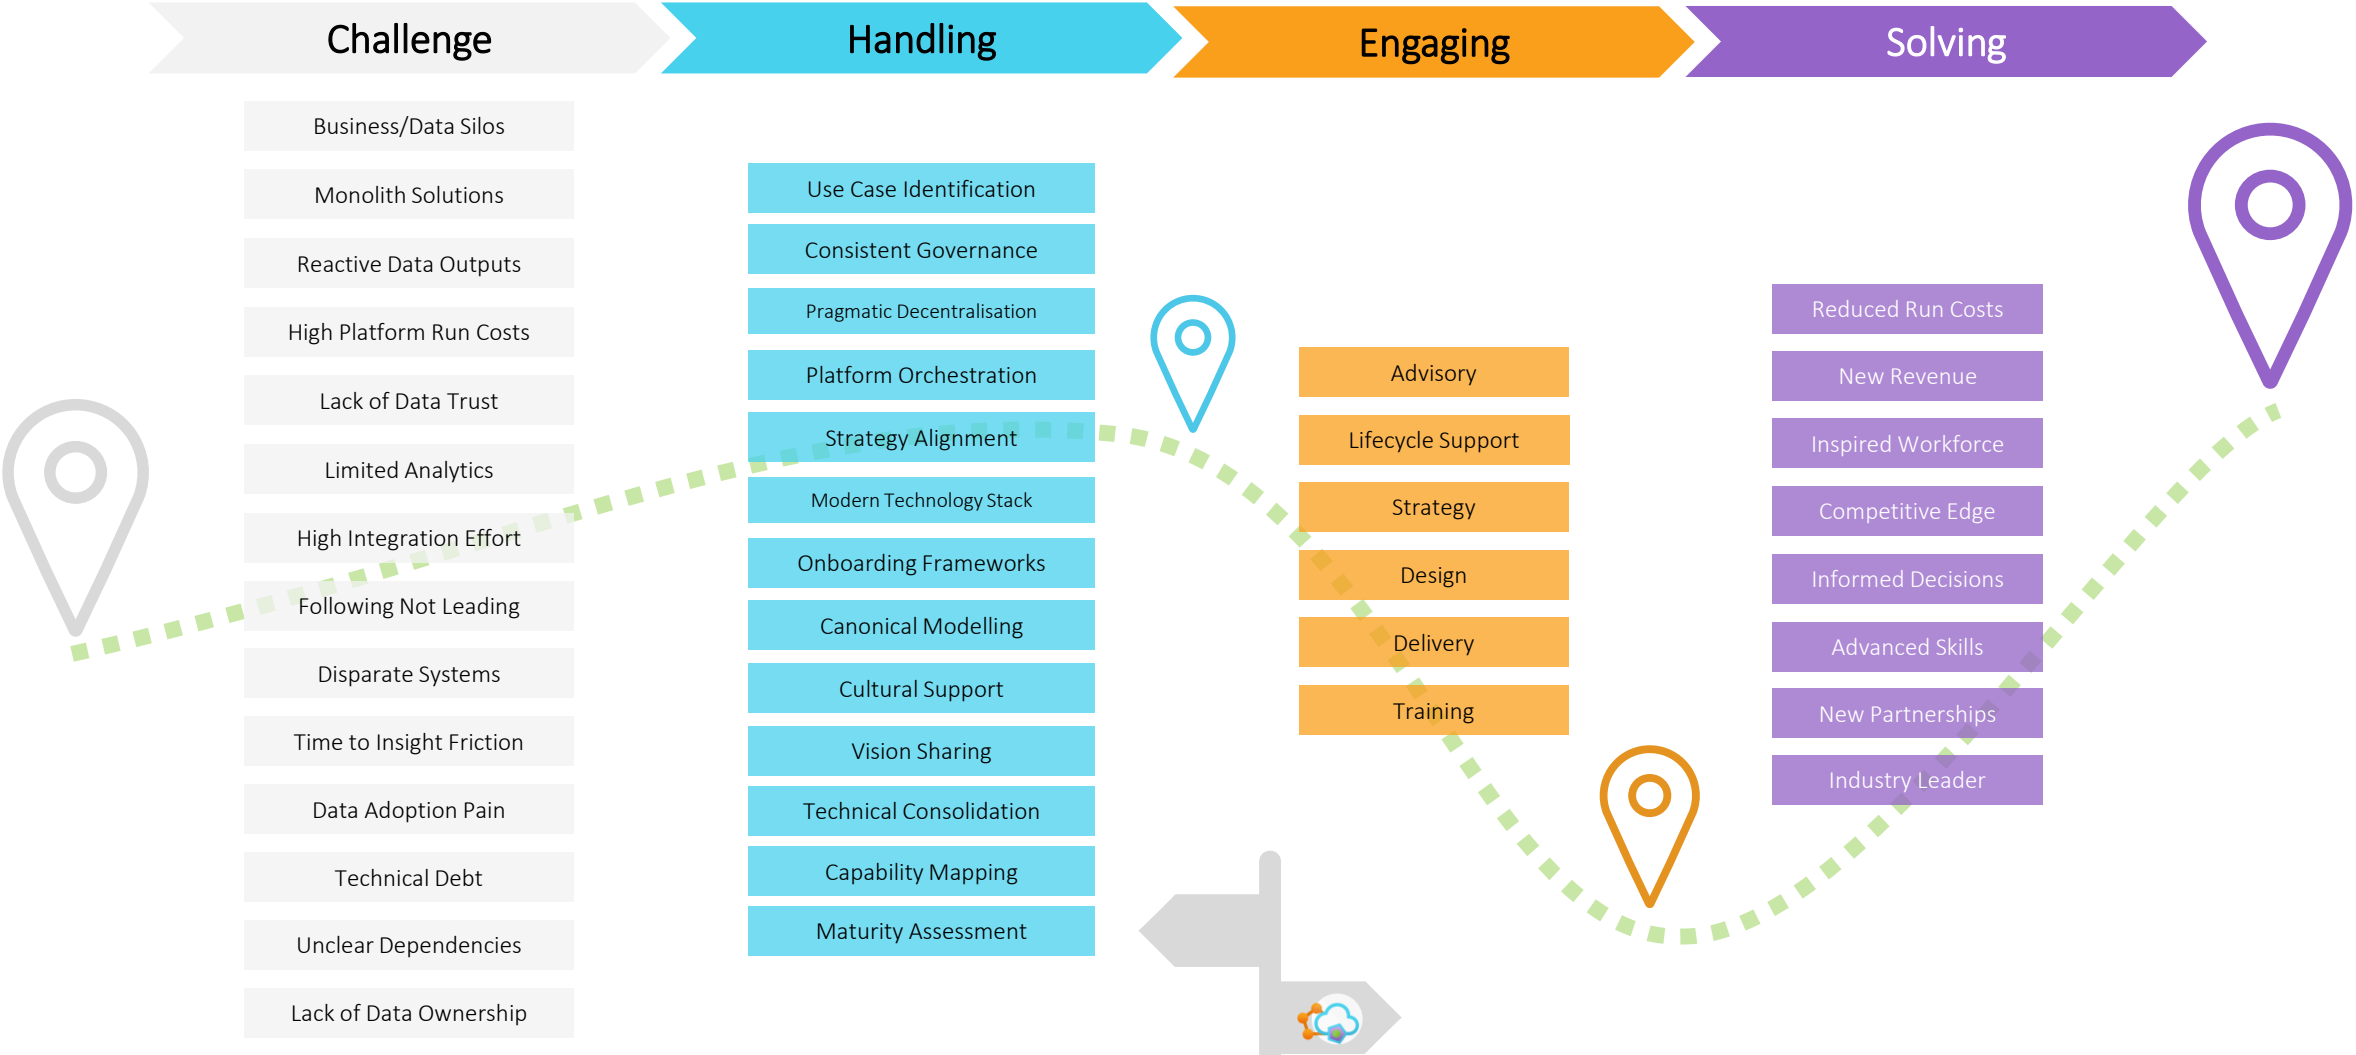 Challenge
Handling
Engaging
Solving
Business/Data Silos
Monolith Solutions
Reactive Data Outputs
High Platform Run Costs
Lack of Data Trust
Limited Analytics
High Integration Effort
Following Not Leading
Disparate Systems
Time to Insight Friction
Data Adoption Pain
Technical Debt
Unclear Dependencies
Lack of Data Ownership
Use Case Identification
Consistent Governance
Pragmatic Decentralisation
Platform Orchestration
Strategy Alignment
Modern Technology Stack
Onboarding Frameworks
Canonical Modelling
Cultural Support
Vision Sharing
Technical Consolidation
Capability Mapping
Maturity Assessment
Advisory
Lifecycle Support
Strategy
Design
Delivery
Training
Reduced Run Costs
New Revenue
Inspired Workforce
Competitive Edge
Informed Decisions
Advanced Skills
New Partnerships
Industry Leader